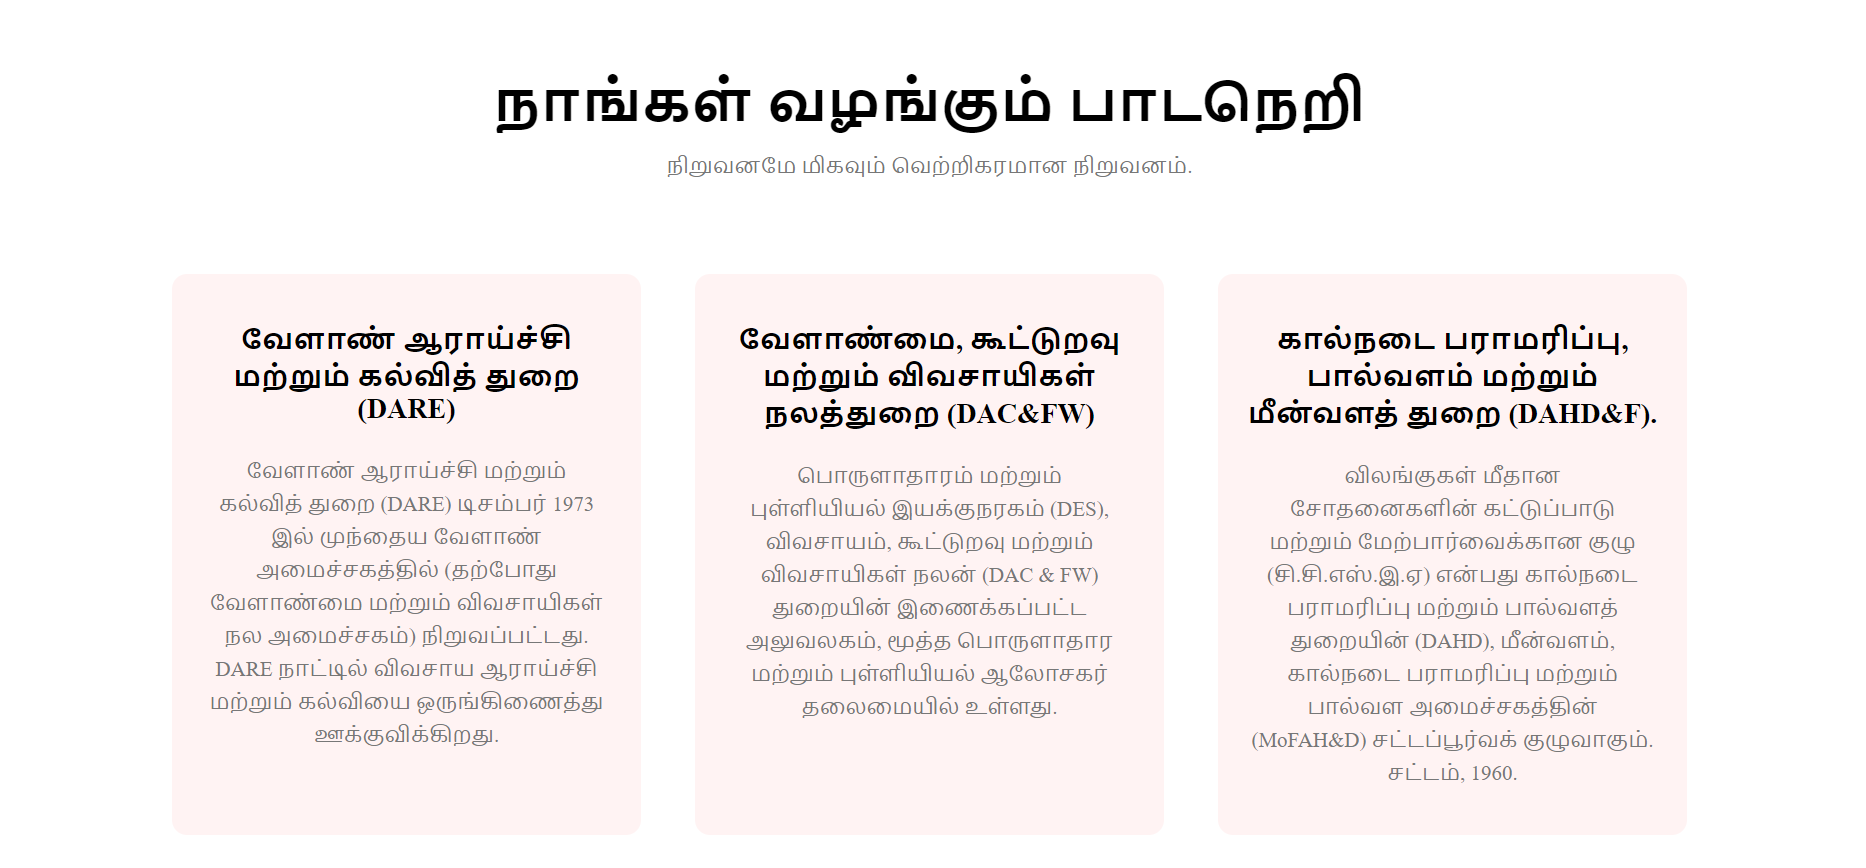 நாங்கள் வழங்கும் பாடநெறி
நிறுவனமே மிகவும் வெற்றிகரமான நிறுவனம்.
வேளாண் ஆராய்ச்சி
மற்றும் கல்வித் துறை
(DARE)
வேளாண் ஆராய்ச்சி மற்றும்
கல்வித் துறை (DARE) டிசம்பர் 1973
இல் முந்தைய வேளாண்
அமைச்சகத்தில் (தற்போது
வேளாண்மை மற்றும் விவசாயிகள்
நல அமைச்சகம்) நிறுவப்பட்டது.
DARE நாட்டில் விவசாய ஆராய்ச்சி
மற்றும் கல்வியை ஒருங்கிணைத்து
ஊக்குவிக்கிறது.
வேளாண்மை, கூட்டுறவு
மற்றும் விவசாயிகள்
நலத்துறை (DAC&FW)
பொருளாதாரம் மற்றும்
புள்ளியியல் இயக்குநரகம் (DES),
விவசாயம், கூட்டுறவு மற்றும்
விவசாயிகள் நலன் (DAC & FW)
துறையின் இணைக்கப்பட்ட
அலுவலகம், மூத்த பொருளாதார
மற்றும் புள்ளியியல் ஆலோசகர்
தலைமையில் உள்ளது.
கால்நடை பராமரிப்பு,
பால்வளம் மற்றும்
மீன்வளத் துறை (DAHD&F).
விலங்குகள் மீதான
சோதனைகளின் கட்டுப்பாடு
மற்றும் மேற்பார்வைக்கான குழு
(சி.சி.எஸ்.இ.ஏ) என்பது கால்நடை
பராமரிப்பு மற்றும் பால்வளத்
துறையின் (DAHD), மீன்வளம்,
கால்நடை பராமரிப்பு மற்றும்
பால்வள அமைச்சகத்தின்
(MoFAH&D) சட்டப்பூர்வக் குழுவாகும்.
சட்டம், 1960.